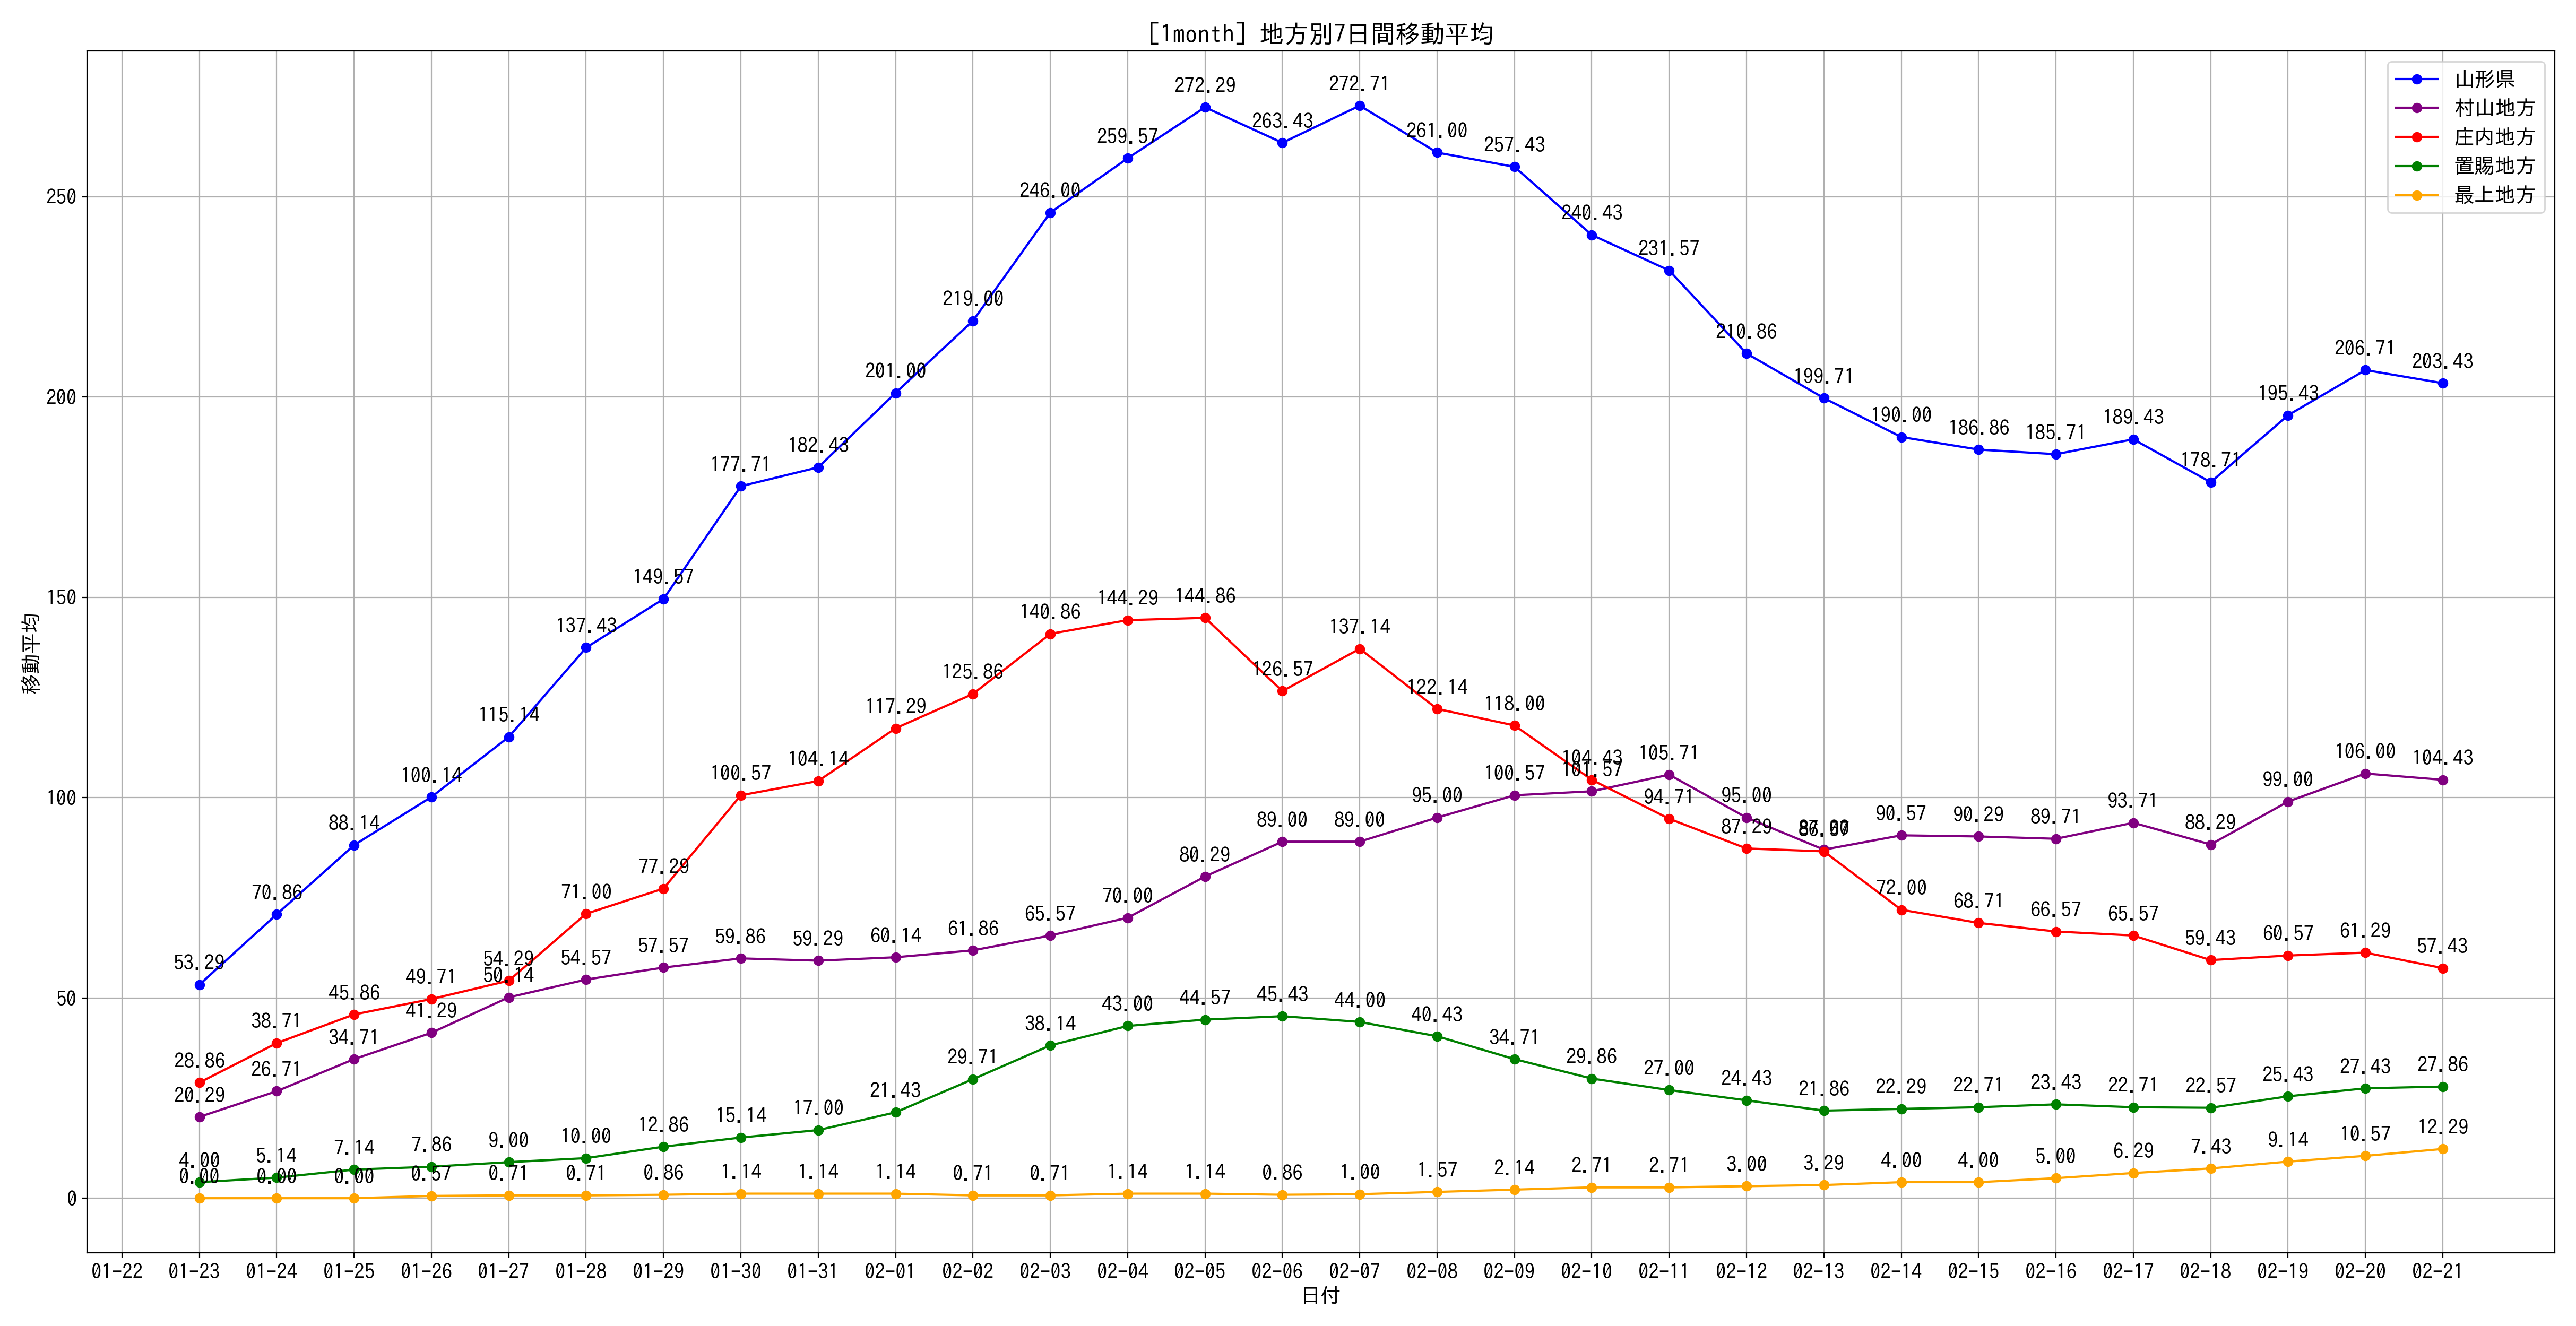 [1month] 地方別7日間移動平均
山形県
村山地方
庄内地方
置賜地方
最上地方
移動平均
250
200
150
100
50
0
53.29 70.86 88.14 100.14 115.14 137.43 149.57 177.71 182.43 201.00 219.00 246.00 259.57 272.29 263.43 272.71 261.00 257.43 240.43 231.57 210.86 199.71 190.00 186.86 185.71 189.43 178.71 195.43 206.71 203.43
20.29 26.71 34.71 41.29 50.14 54.57 57.57 59.86 59.29 60.14 61.86 65.57 70.00 80.29 89.00 89.00 95.00 100.57 101.57 105.71 95.00 87.00 90.57 90.29 89.71 93.71 88.29 99.00 106.00 104.43
28.86 38.71 45.86 49.71 54.29 71.00 77.29 100.57 104.14 117.29 125.86 140.86 144.29 144.86 126.57 137.14 122.14 118.00 104.43 94.71 87.29 86.57 72.00 68.71 66.57 65.57 59.43 60.57 61.29 57.43
4.00 5.14 7.14 7.86 9.00 10.00 12.86 15.14 17.00 21.43 29.71 38.14 43.00 44.57 45.43 44.00 40.43 34.71 29.86 27.00 24.43 21.86 22.29 22.71 23.43 22.71 22.57 25.43 27.43 27.86
0.00 0.00 0.00 0.57 0.71 0.71 0.86 1.14 1.14 1.14 0.71 0.71 1.14 1.14 0.86 1.00 1.57 2.14 2.71 2.71 3.00 3.29 4.00 4.00 5.00 6.29 7.43 9.14 10.57 12.29
01-22 01-23 01-24 01-25 01-26 01-27 01-28 01-29 01-30 01-31 02-01 02-02 02-03 02-04 02-05 02-06 02-07 02-08 02-09 02-10 02-11 02-12 02-13 02-14 02-15 02-16 02-17 02-18 02-19 02-20 02-21
日付